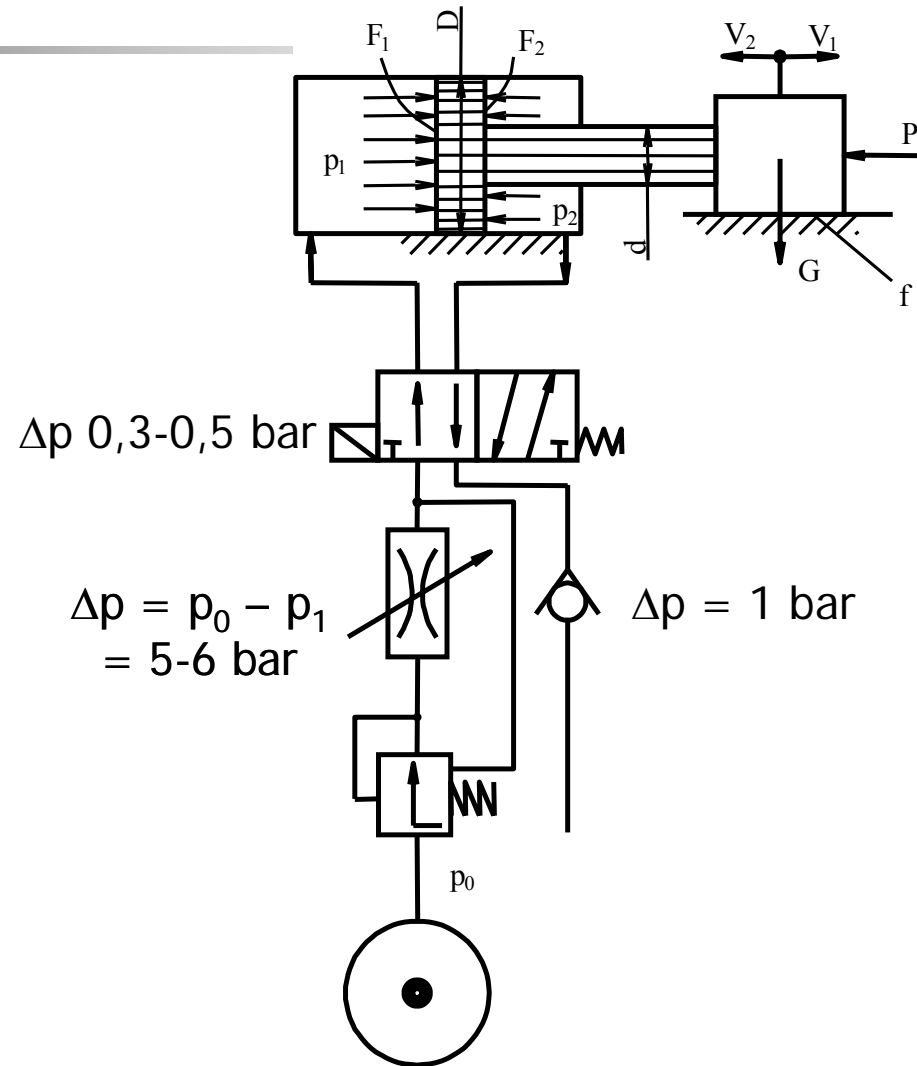 D
F₁
F₂
V₂
V₁
P
p₁
p₂
d
G
f
Δp 0,3-0,5 bar
Δp = p₀ – p₁
= 5-6 bar
Δp = 1 bar
p₀